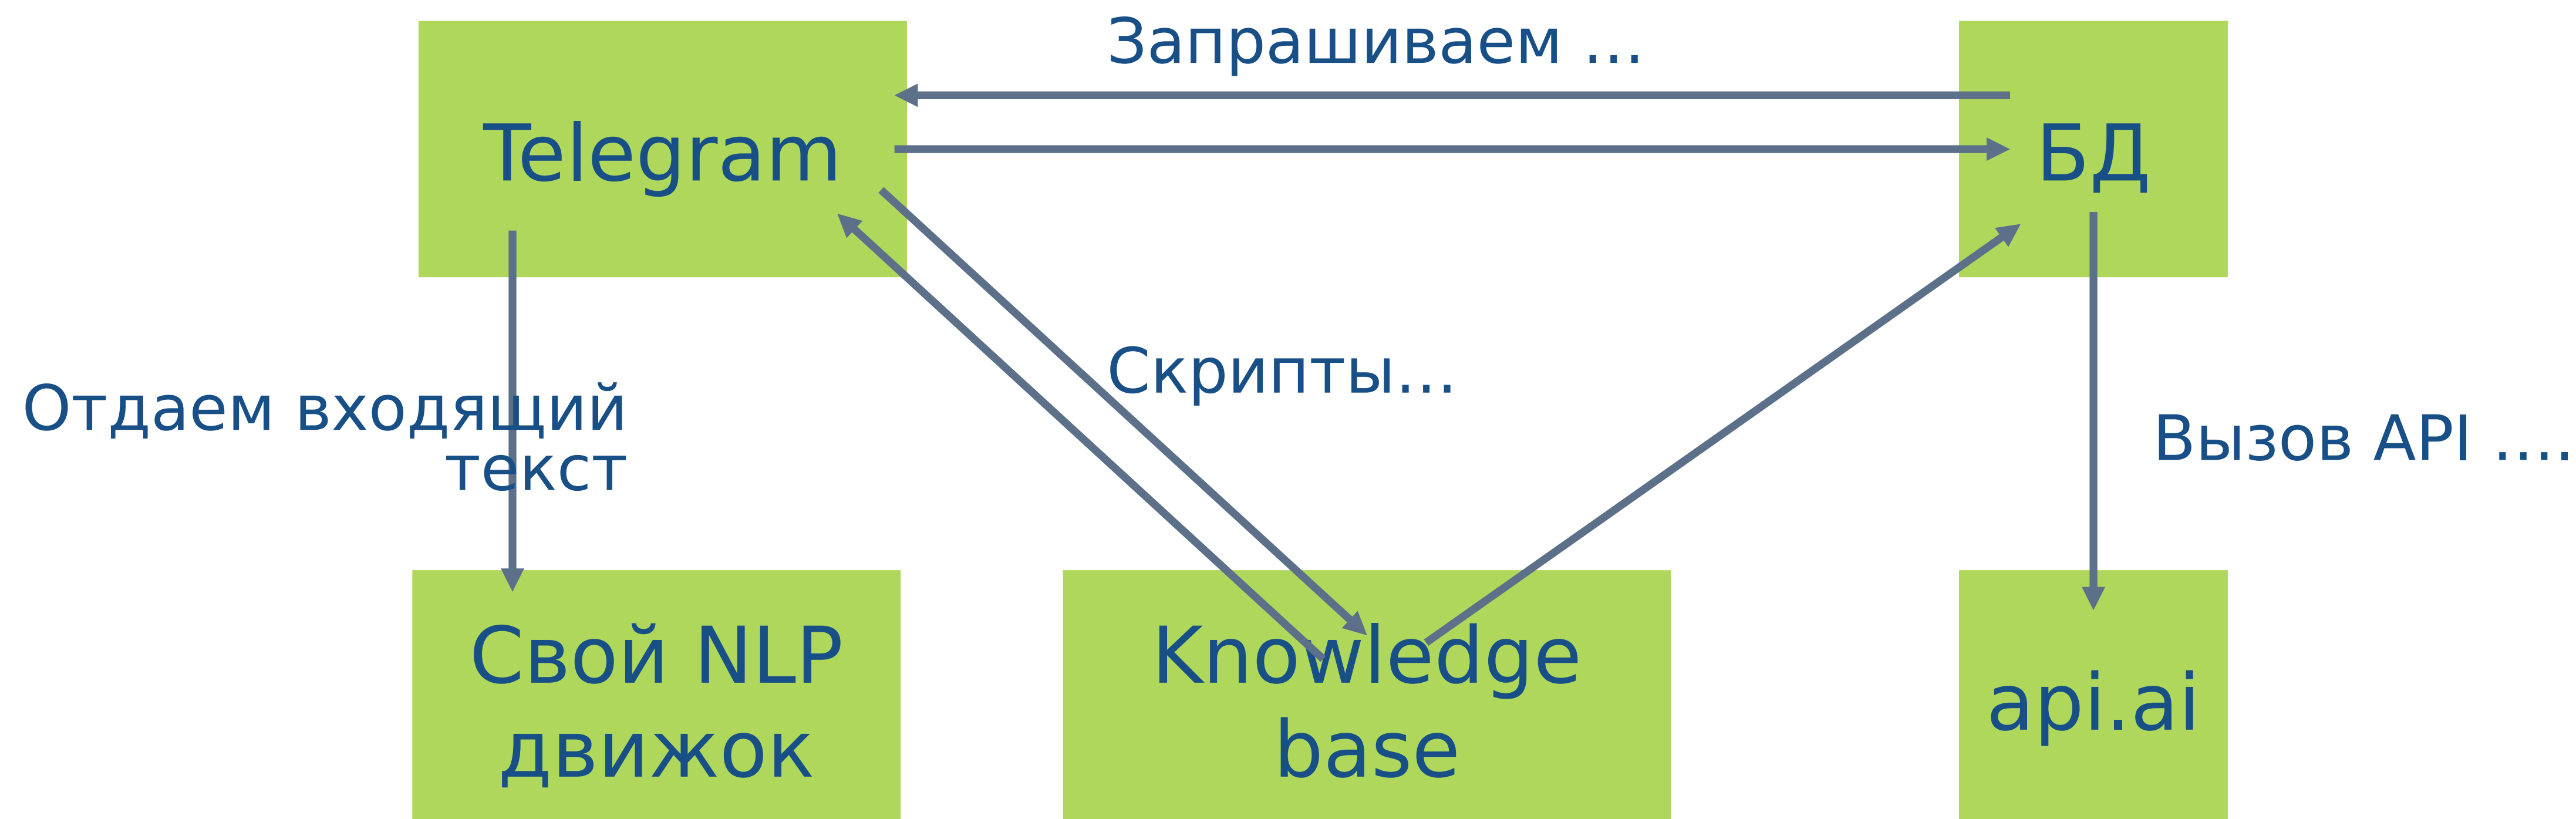 Запрашиваем ...
Telegram
БД
Скрипты...
Отдаем входящий
текст
Вызов API ....
Свой NLP
движок
Knowledge
base
api.ai